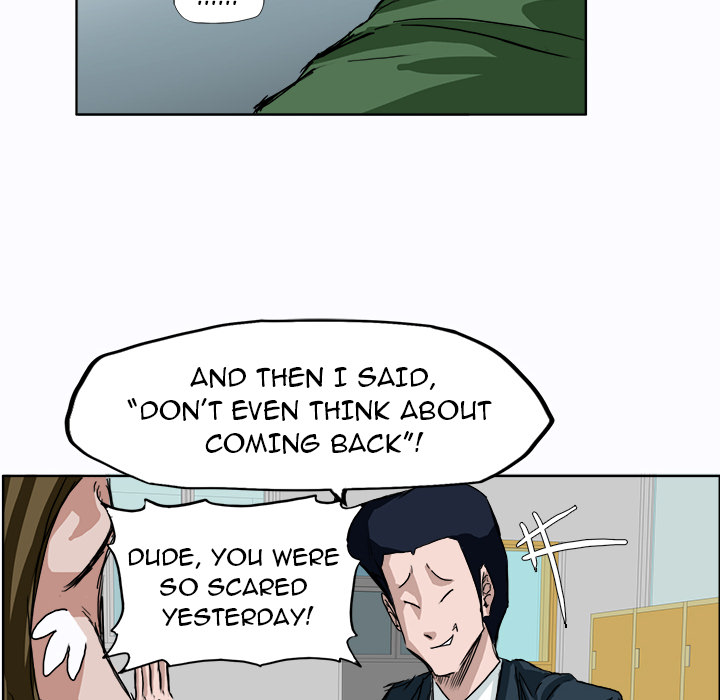 !!!!!!
AND THEN I SAID,
"DON'T EVEN THINK ABOUT
COMING BACK"!
DUDE, YOU WERE
SO SCARED
YESTERDAY!